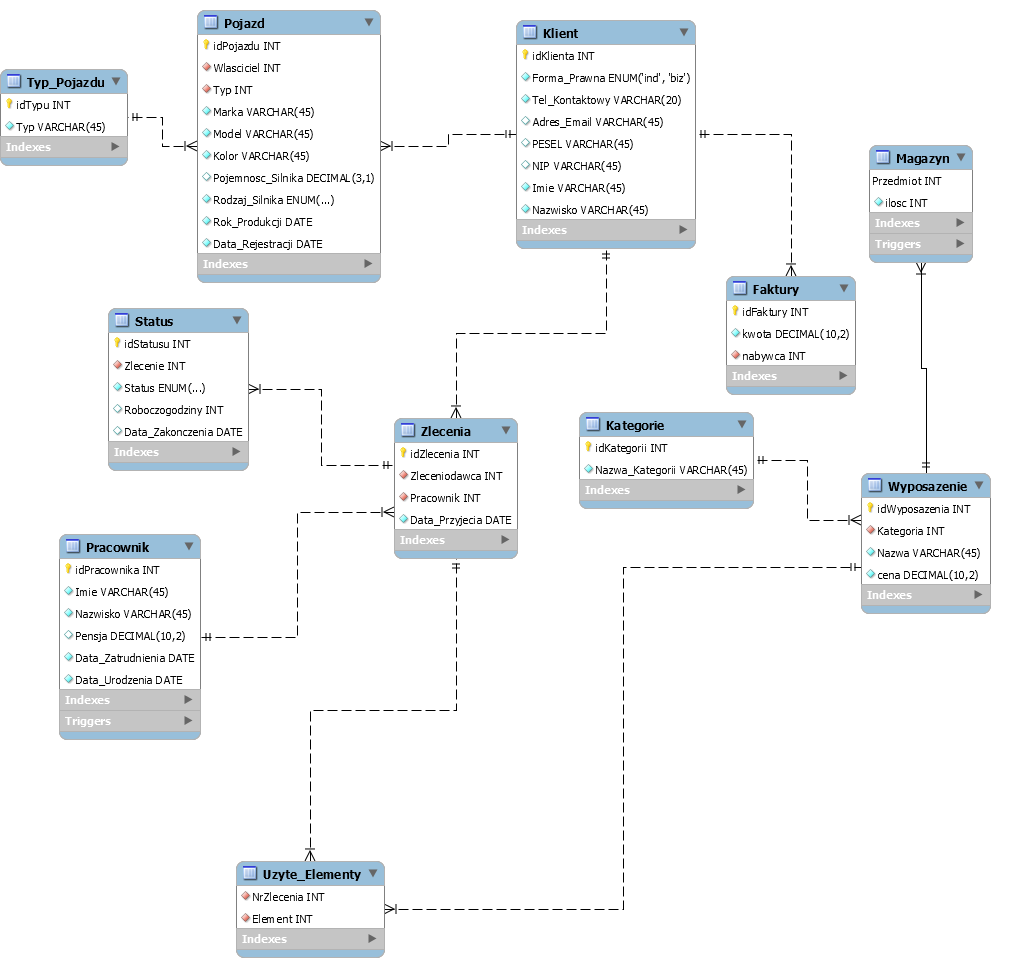 Pojazd
idPojazdu INT
Wlasciciel INT
Typ INT
Marka VARCHAR(45)
Model VARCHAR(45)
Kolor VARCHAR(45)
Pojemnosc_Silnika DECIMAL(3,1)
Rodzaj_Silnika ENUM(...)
Rok_Produkcji DATE
Data_Rejestracji DATE
Indexes
Klient
idKlienta INT
Forma_Prawna ENUM('ind', 'biz')
Tel_Kontaktowy VARCHAR(20)
Adres_Email VARCHAR(45)
PESEL VARCHAR(45)
NIP VARCHAR(45)
Imie VARCHAR(45)
Nazwisko VARCHAR(45)
Indexes
Typ_Pojazdu
idTypu INT
Typ VARCHAR(45)
Indexes
Magazyn
Przedmiot INT
ilosc INT
Indexes
Triggers
Faktury
idFaktury INT
kwota DECIMAL(10,2)
nabywca INT
Indexes
Status
idStatusu INT
Zlecenie INT
Status ENUM(...)
Roboczogodziny INT
Data_Zakonczenia DATE
Indexes
Zlecenia
idZlecenia INT
Zleceniodawca INT
Pracownik INT
Data_Przyjecia DATE
Indexes
Kategorie
idKategorii INT
Nazwa_Kategorii VARCHAR(45)
Indexes
Wyposazenie
idWyposazenia INT
Kategoria INT
Nazwa VARCHAR(45)
cena DECIMAL(10,2)
Indexes
Pracownik
idPracownika INT
Imie VARCHAR(45)
Nazwisko VARCHAR(45)
Pensja DECIMAL(10,2)
Data_Zatrudnienia DATE
Data_Urodzenia DATE
Indexes
Triggers
Uzyte_Elementy
NrZlecenia INT
Element INT
Indexes